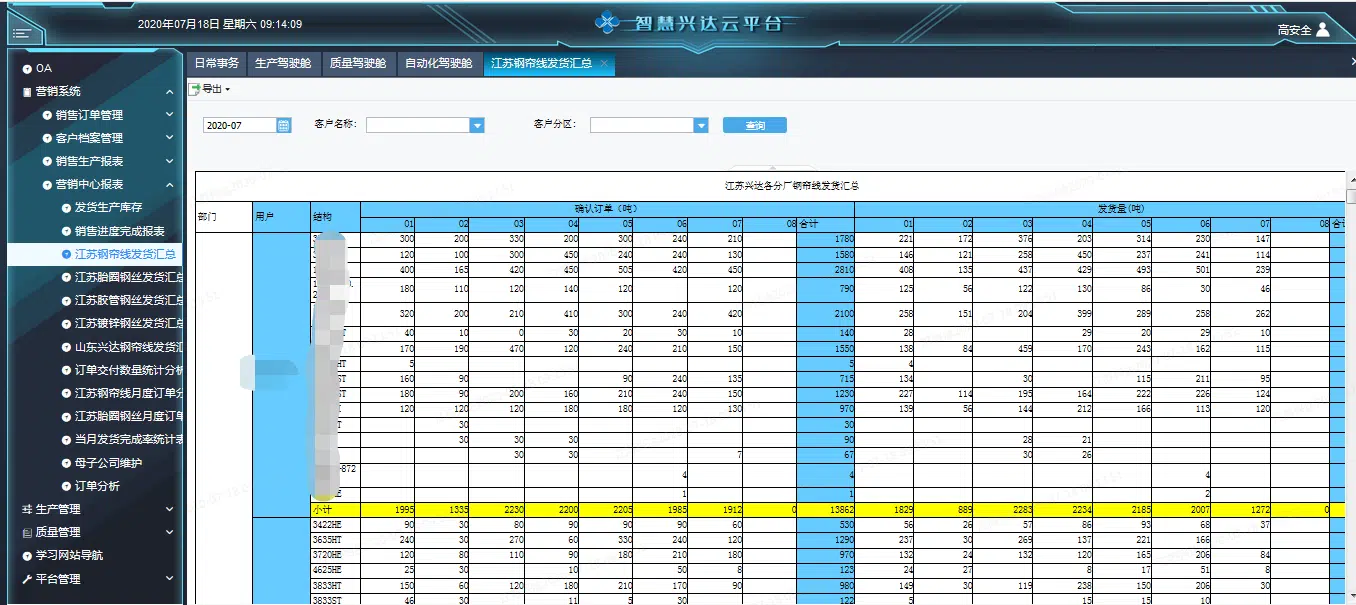 2020年07月18日 星期六 09:14:09
智慧兴达云平台
高安全
OA
营销系统
销售订单管理
客户档案管理
销售生产报表
营销中心报表
发货生产库存
销售进度完成报表
江苏钢帘线发货汇总
江苏胎圈钢丝发货汇总
江苏胶管钢丝发货汇总
江苏镀锌钢丝发货汇总
山东兴达钢帘线发货汇
订单交付数量统计分析
江苏钢帘线月度订单分
江苏胎圈钢丝月度订单
当月发货完成率统计表
母子公司维护
订单分析
生产管理
质量管理
学习网站导航
平台管理
日常事务 生产驾驶舱 质量驾驶舱 自动化驾驶舱 江苏钢帘线发货汇总
导出
2020-07 客户名称: 客户分区: 查询
江苏兴达各分厂钢帘线发货汇总
部门 用户 结构 确认订单（吨） 发货量(吨)
01 02 03 04 05 06 07 08 合计 01 02 03 04 05 06 07 08 合计
300 200 330 200 300 240 210 1780 221 172 376 203 314 230 147
120 100 300 450 240 240 130 1580 146 121 258 450 237 241 114
400 165 420 450 505 420 450 2810 408 135 437 429 493 501 239
180 110 120 140 120 120 790 125 56 122 130 86 30 46
320 200 210 410 300 240 420 2100 258 151 204 399 289 258 262
40 10 0 30 20 30 10 140 28 29 20 29 10
170 190 470 120 240 210 150 1550 138 84 459 170 243 162 115
HT 5 5 4
ST 160 90 90 240 135 715 134 30 115 211 95
ST 180 90 200 160 210 240 150 1230 227 114 195 164 222 226 124
120 120 120 180 180 120 130 970 139 56 144 212 166 113 120
T 30 30
30 30 30 90 28 21
30 30 7 67 30 26
-872 4 4 4
E 1 1 2
小计 1995 1335 2230 2200 2205 1985 1912 0 13862 1829 889 2283 2234 2185 2007 1272 0
3422HE 90 30 80 90 90 90 60 530 56 26 57 86 93 68 37
3635HT 240 30 270 60 330 240 120 1290 237 30 269 137 221 166
3720HE 120 80 110 90 180 210 180 970 132 24 132 120 165 206 84
4625HE 25 30 10 50 8 123 24 27 8 17 51 8
3833HT 150 60 120 180 210 170 90 980 149 30 119 238 150 206 30
3833ST 46 30 11 5 30 122 5 15 15 10